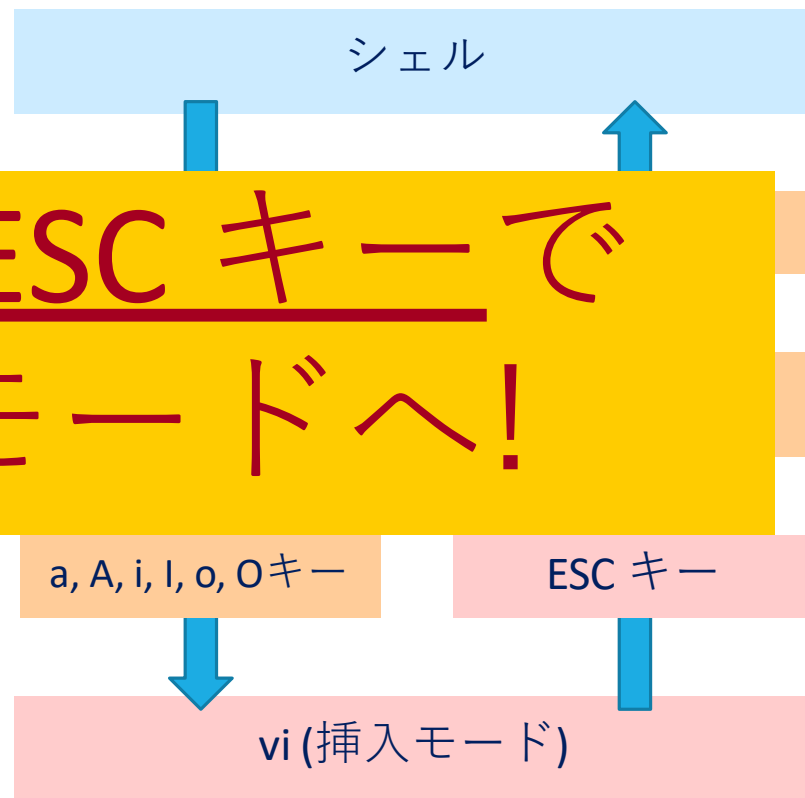 シェル
ESC キーで
モードへ!
a, A, i, I, o, Oキー
ESC キー
vi (挿入モード)